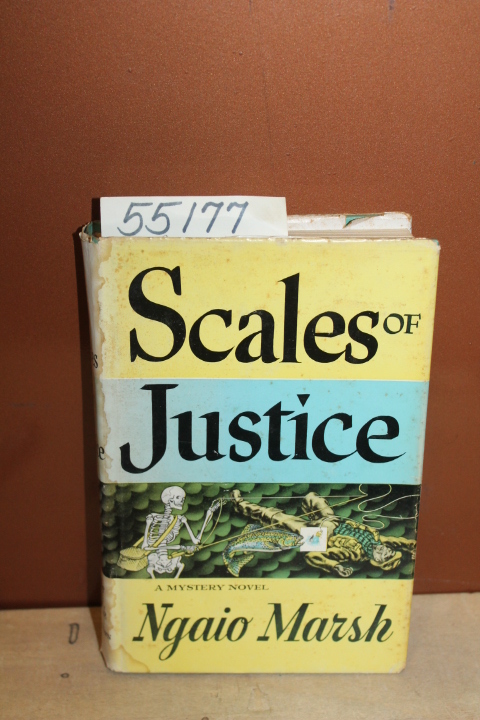 55177
Scales OF
Justice
A MYSTERY NOVEL
Ngaio Marsh